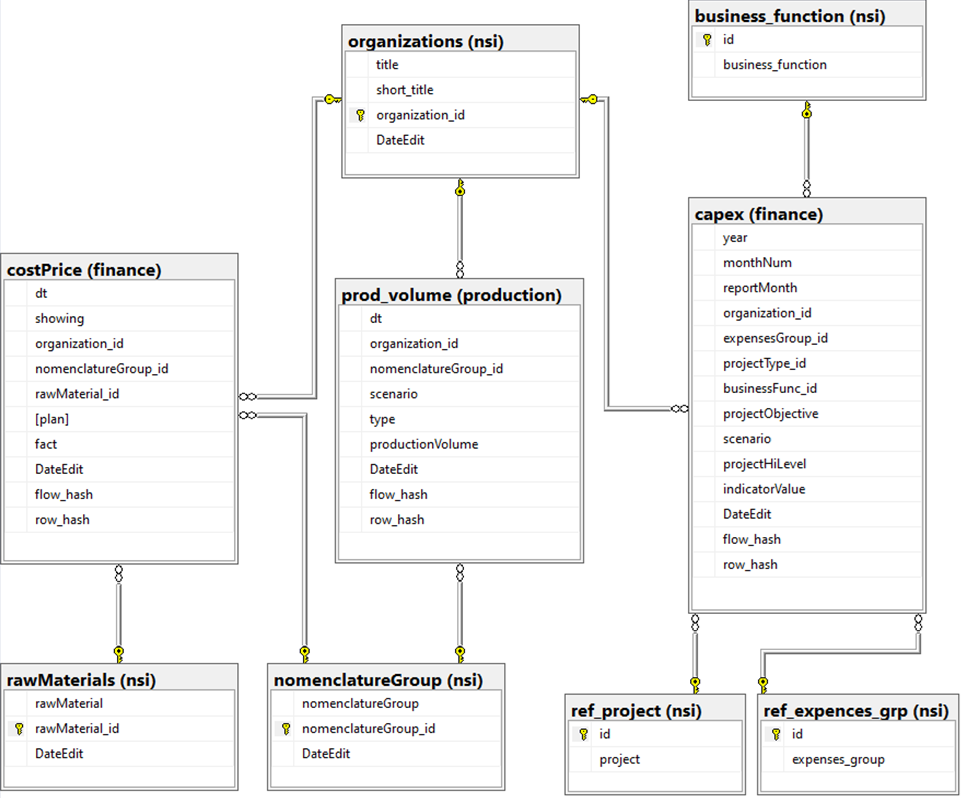 business_function (nsi)
id
business_function
organizations (nsi)
title
short_title
organization_id
DateEdit
capex (finance)
year
monthNum
reportMonth
organization_id
expensesGroup_id
projectType_id
businessFunc_id
projectObjective
scenario
projectHiLevel
indicatorValue
DateEdit
flow_hash
row_hash
costPrice (finance)
dt
showing
organization_id
nomenclatureGroup_id
rawMaterial_id
[plan]
fact
DateEdit
flow_hash
row_hash
prod_volume (production)
dt
organization_id
nomenclatureGroup_id
scenario
type
productionVolume
DateEdit
flow_hash
row_hash
rawMaterials (nsi)
rawMaterial
rawMaterial_id
DateEdit
nomenclatureGroup (nsi)
nomenclatureGroup
nomenclatureGroup_id
DateEdit
ref_project (nsi)
id
project
ref_expences_grp (nsi)
id
expenses_group